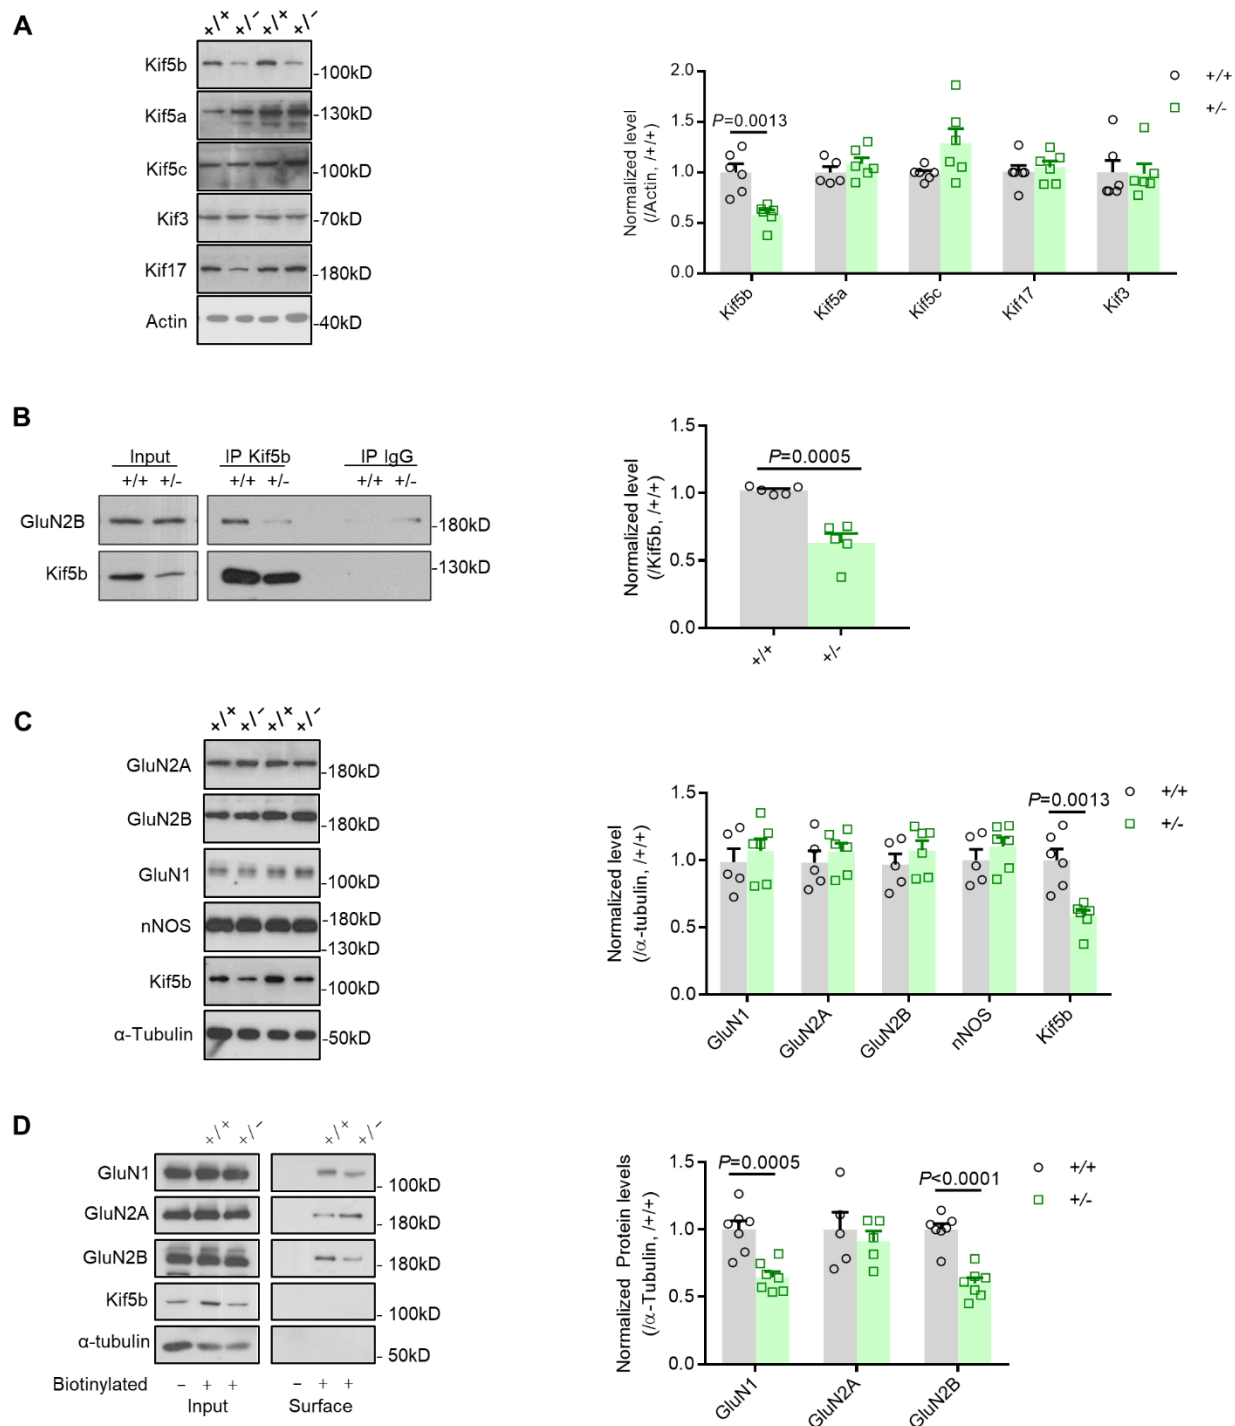 A
+/+ +/- +/+ +/-
Kif5b
-100kD
Kif5a
-130kD
Kif5c
-100kD
Kif3
-70kD
Kif17
-180kD
Actin
-40kD
Normalized level
(/Actin, /+/+)
2.0
1.5
1.0
0.5
0.0
P=0.0013
+/+
+/-
Kif5b
Kif5a
Kif5c
Kif17
Kif3
B
Input
IP Kif5b
IP IgG
+/+ +/- +/+ +/- +/+ +/-
GluN2B
-180kD
Kif5b
-130kD
Normalized level
(/Kif5b, /+/+)
1.5
1.0
0.5
0.0
P=0.0005
+/+
+/-
C
+/+ +/- +/+ +/-
GluN2A
-180kD
GluN2B
-180kD
GluN1
-100kD
nNOS
-180kD
-130kD
Kif5b
-100kD
α-Tubulin
-50kD
Normalized level
(/α-tubulin, /+/+)
1.5
1.0
0.5
0.0
P=0.0013
+/+
+/-
GluN1
GluN2A
GluN2B
nNOS
Kif5b
D
+/+ +/- +/+ +/-
GluN1
- 100kD
GluN2A
- 180kD
GluN2B
- 180kD
Kif5b
- 100kD
α-tubulin
- 50kD
Biotinylated − + + − + +
Input Surface
Normalized Protein levels
(/α-Tubulin, /+/+)
1.5
1.0
0.5
0.0
P=0.0005
P<0.0001
+/+
+/-
GluN1
GluN2A
GluN2B